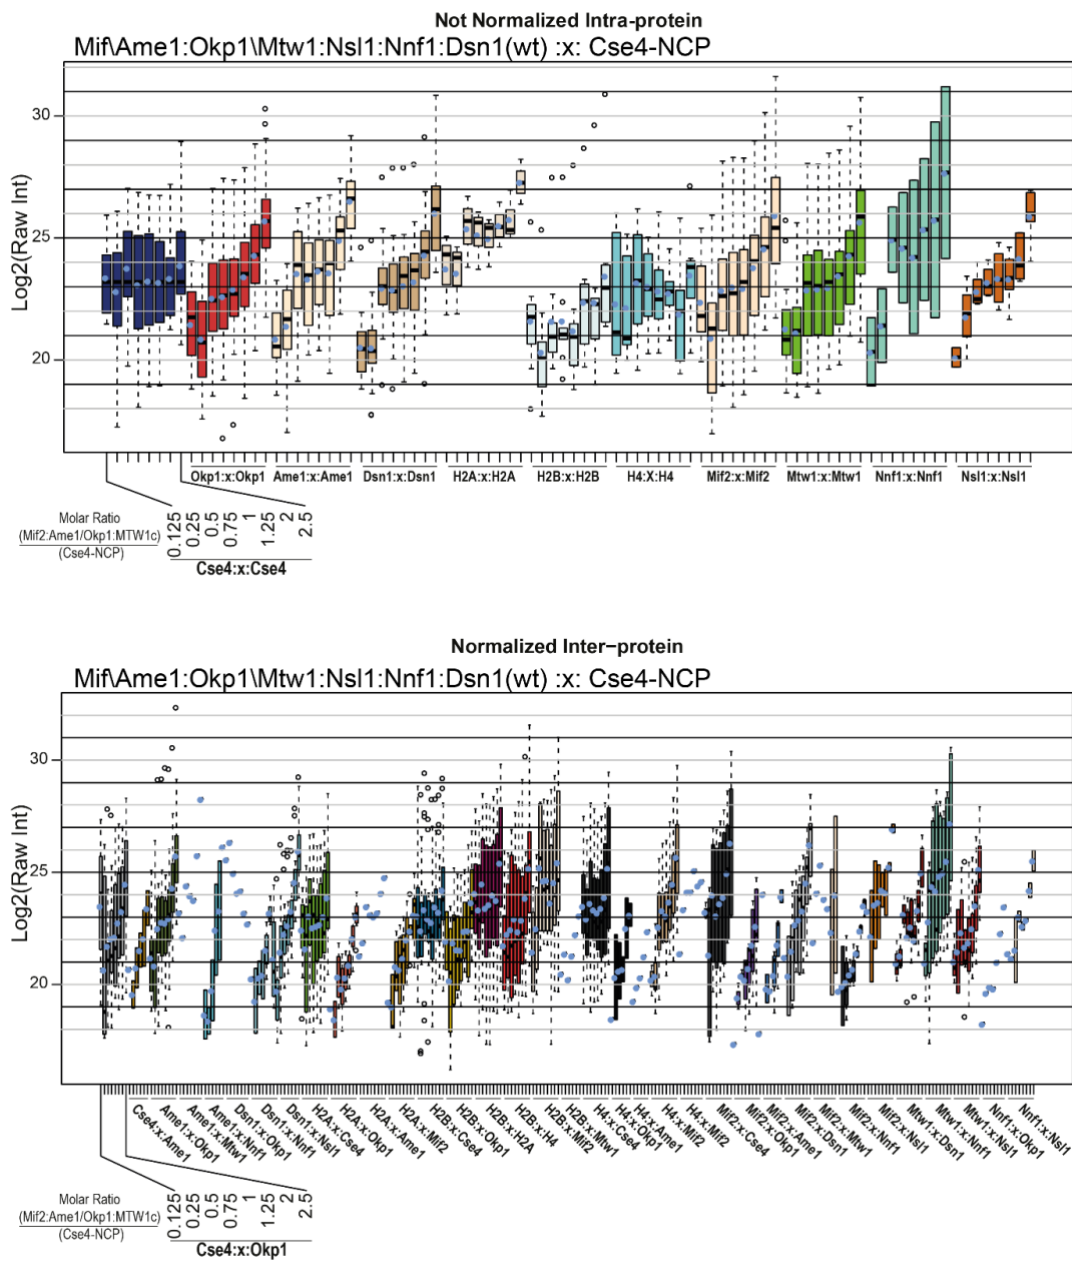 Not Normalized Intra-protein
Mif\Ame1:Okp1\Mtw1:Nsl1:Nnf1:Dsn1(wt) :x: Cse4-NCP
Log2(Raw Int)
30
25
20
Okp1:x:Okp1 Ame1:x:Ame1 Dsn1:x:Dsn1 H2A:x:H2A H2B:x:H2B H4:X:H4 Mif2:x:Mif2 Mtw1:x:Mtw1 Nnf1:x:Nnf1 Nsl1:x:Nsl1
Molar Ratio
(Mif2:Ame1/Okp1:MTW1c)
(Cse4-NCP)
0.125 0.25 0.5 0.75 1 1.25 2 2.5
Cse4:x:Cse4
Normalized Inter−protein
Mif\Ame1:Okp1\Mtw1:Nsl1:Nnf1:Dsn1(wt) :x: Cse4-NCP
Log2(Raw Int)
30
25
20
Cse4:x:Ame1
Ame1:x:Okp1
Ame1:x:Mtw1
Ame1:x:Nnf1
Dsn1:x:Okp1
Dsn1:x:Nnf1
Dsn1:x:Nsl1
H2A:x:Cse4
H2A:x:Okp1
H2A:x:Ame1
H2A:x:Mif2
H2B:x:Cse4
H2B:x:Okp1
H2B:x:H2A
H2B:x:H4
H2B:x:Mif2
H2B:x:Mtw1
H4:x:Cse4
H4:x:Okp1
H4:x:Ame1
H4:x:Mif2
H4:x:Mif2
Mif2:x:Cse4
Mif2:x:Okp1
Mif2:x:Ame1
Mif2:x:Dsn1
Mif2:x:Mtw1
Mif2:x:Nnf1
Mif2:x:Nsl1
Mtw1:x:Dsn1
Mtw1:x:Nnf1
Mtw1:x:Nsl1
Nnf1:x:Okp1
Nnf1:x:Nsl1
Molar Ratio
(Mif2:Ame1/Okp1:MTW1c)
(Cse4-NCP)
0.125 0.25 0.5 0.75 1 1.25 2 2.5
Cse4:x:Okp1